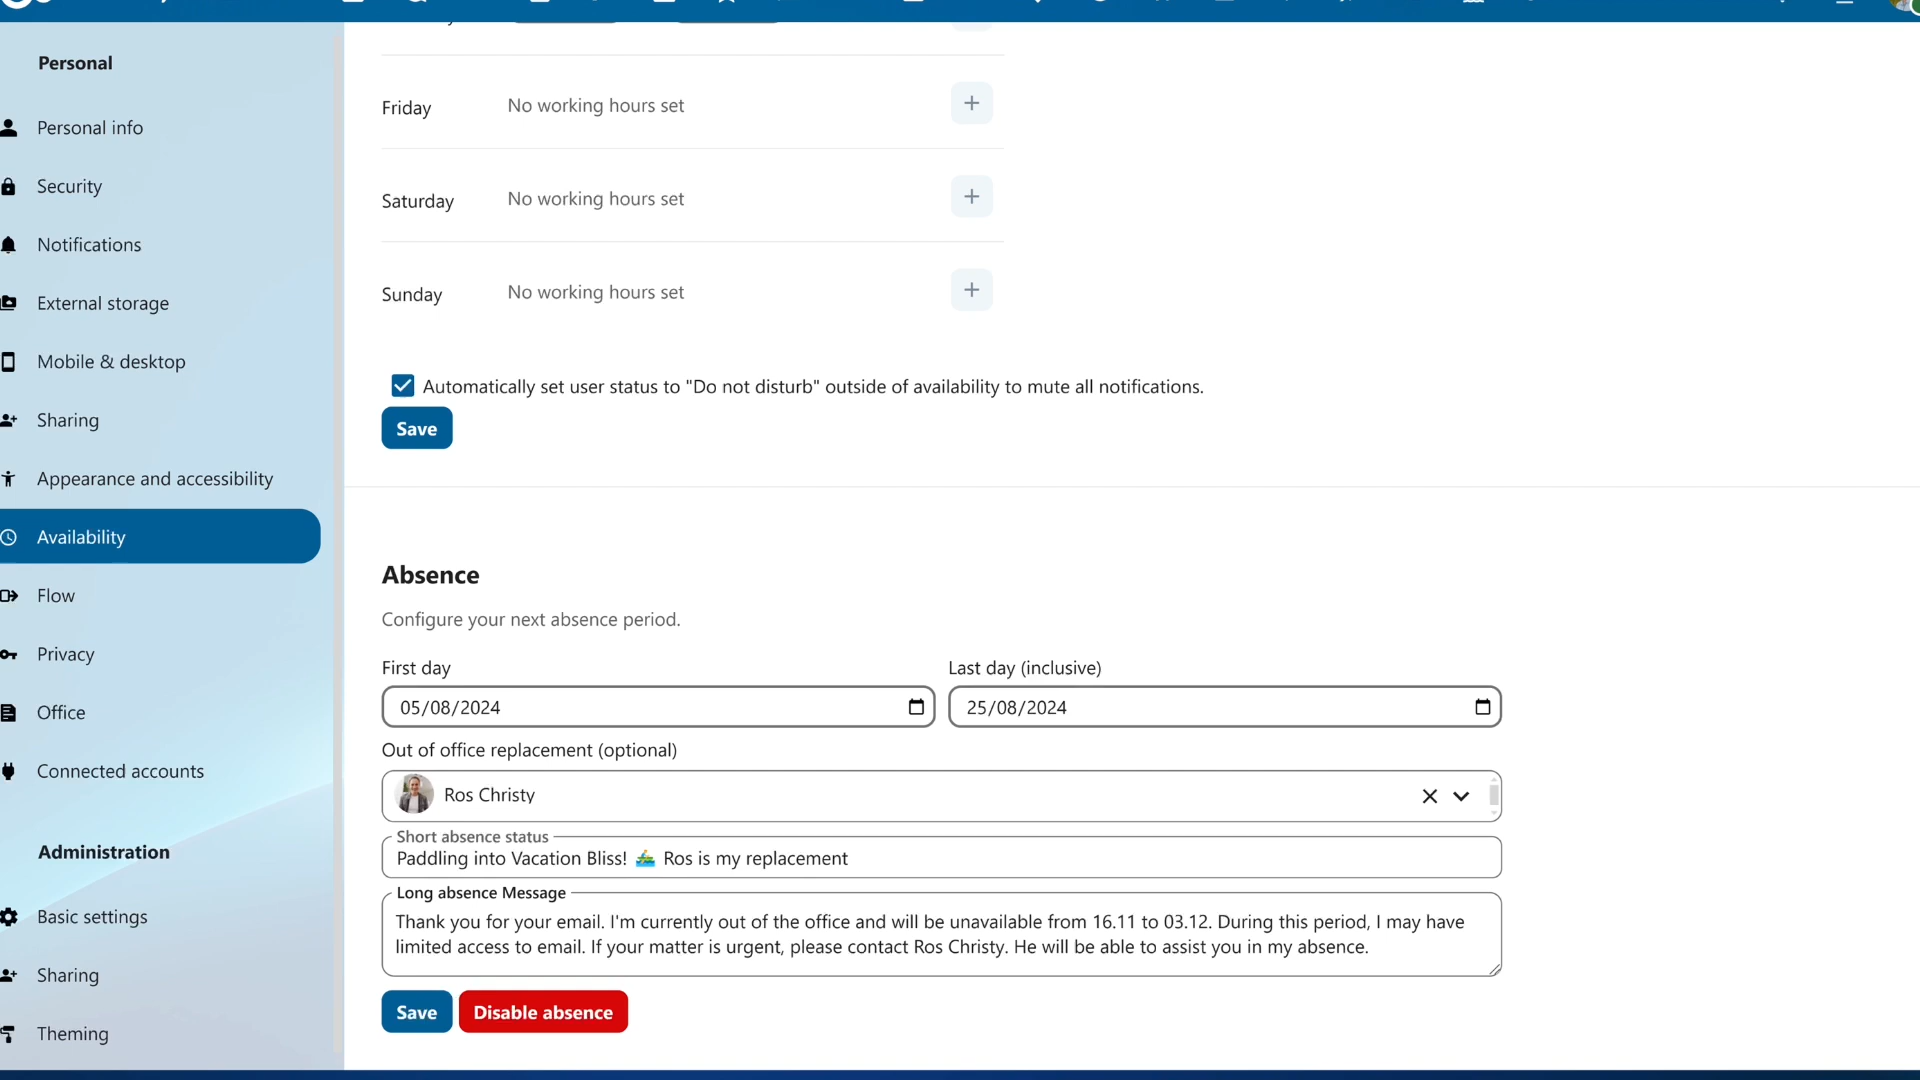 Personal
Personal info
Security
Notifications
External storage
Mobile & desktop
Sharing
Appearance and accessibility
Availability
Flow
Privacy
Office
Connected accounts
Administration
Basic settings
Sharing
Theming
Friday No working hours set
Saturday No working hours set
Sunday No working hours set
Automatically set user status to "Do not disturb" outside of availability to mute all notifications.
Save
Absence
Configure your next absence period.
First day Last day (inclusive)
05/08/2024 25/08/2024
Out of office replacement (optional)
Ros Christy
Short absence status
Paddling into Vacation Bliss! 🚣 Ros is my replacement
Long absence Message
Thank you for your email. I'm currently out of the office and will be unavailable from 16.11 to 03.12. During this period, I may have
limited access to email. If your matter is urgent, please contact Ros Christy. He will be able to assist you in my absence.
Save Disable absence